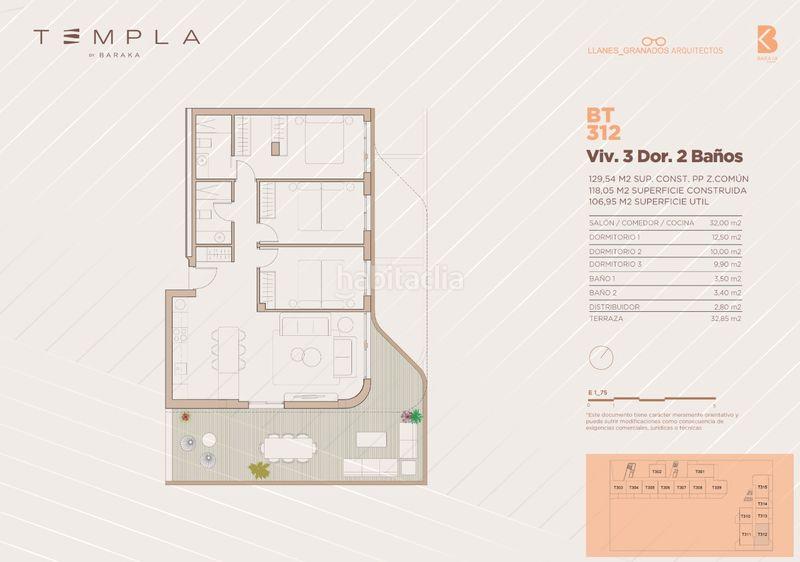 TEMPLA
BY BARAKA
LLANES_GRANADOS ARQUITECTOS
BARAKA
BT
312
Viv. 3 Dor. 2 Baños
129,54 M2 SUP. CONST. PP Z.COMÚN
118,05 M2 SUPERFICIE CONSTRUIDA
106,95 M2 SUPERFICIE UTIL
SALÓN / COMEDOR / COCINA 32,00 m2
DORMITORIO 1 12,50 m2
DORMITORIO 2 10,00 m2
DORMITORIO 3 9,90 m2
BAÑO 1 3,50 m2
BAÑO 2 3,40 m2
DISTRIBUIDOR 2,80 m2
TERRAZA 32,85 m2
habitaclia
E 1_75
*Este documento tiene carácter meramente orientativo y
puede sufrir modificaciones como consecuencia de
exigencias comerciales, jurídicas o técnicas
T302 T301
T303 T304 T305 T306 T307 T308 T309
T315
T314
T310 T313
T311 T312